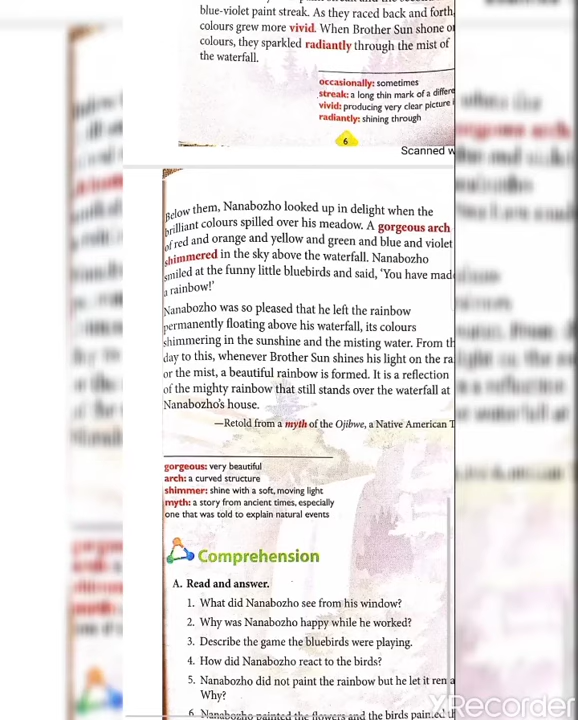 blue-violet paint streak. As they raced back and forth,
colours grew more vivid. When Brother Sun shone
colours, they sparkled radiantly through the mist of
the waterfall.
occasionally: sometimes
streak: a long thin mark of a
vivid: producing very clear picture
radiantly: shining through
6
Scanned
Below them, Nanabozho looked up in delight when the
brilliant colours spilled over his meadow. A gorgeous arch
of red and orange and yellow and green and blue and violet
shimmered in the sky above the waterfall. Nanabozho
smiled at the funny little bluebirds and said, 'You have
a rainbow!'
Nanabozho was so pleased that he left the rainbow
permanently floating above his waterfall, its colours
shimmering in the sunshine and the misting water. From
day to this, whenever Brother Sun shines his light on the
or the mist, a beautiful rainbow is formed. It is a reflection
of the mighty rainbow that still stands over the waterfall at
Nanabozho's house.
—Retold from a myth of the Ojibwe, a Native American
gorgeous: very beautiful
arch: a curved structure
shimmer: shine with a soft, moving light
myth: a story from ancient times, especially
one that was told to explain natural events
Comprehension
A. Read and answer.
1. What did Nanabozho see from his window?
2. Why was Nanabozho happy while he worked?
3. Describe the game the bluebirds were playing.
4. How did Nanabozho react to the birds?
5. Nanabozho did not paint the rainbow but he let it
Why?
6. Nanabozho painted the flowers and the birds painted
XRecorder